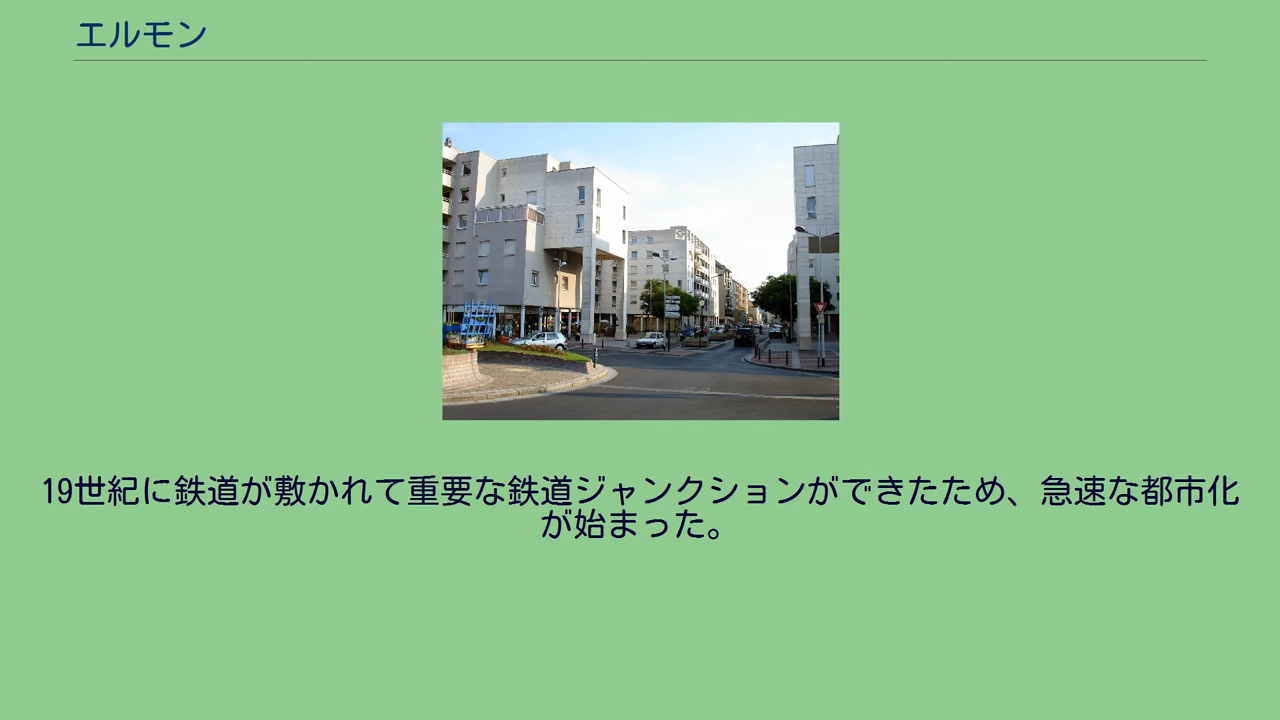 エルモン
19世紀に鉄道が敷かれて重要な鉄道ジャンクションができたため、急速な都市化
が始まった。